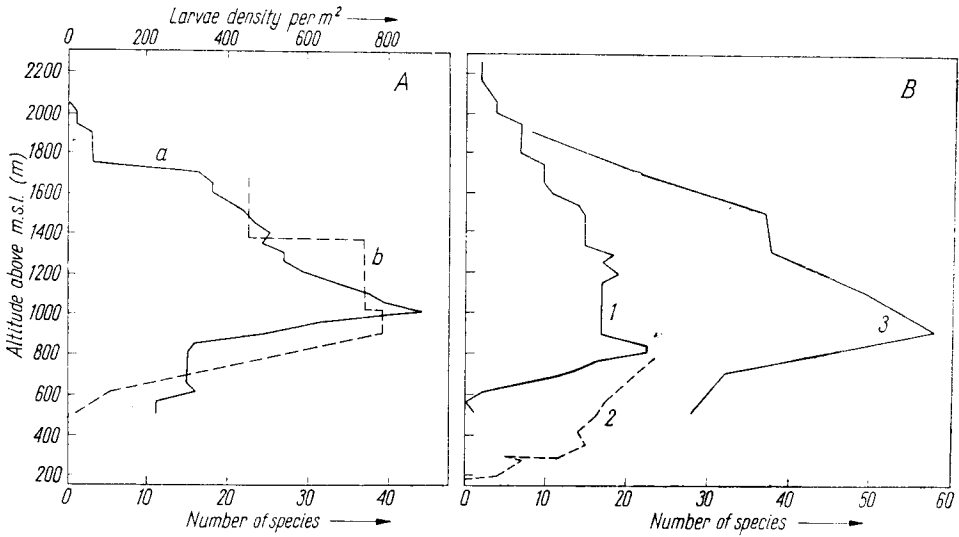 Larvae density per m²
0 200 400 600 800
A
B
2200
2000
1800
1600
1400
1200
1000
800
600
400
200
Altitude above m.s.l. (m)
a
b
1
2
3
0 10 20 30 40
0 10 20 30 40 50 60
Number of species
Number of species